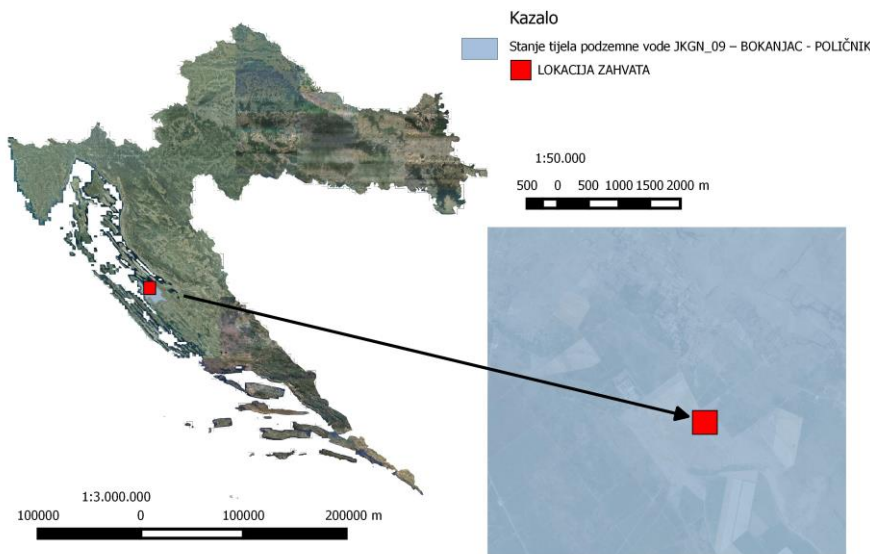 Kazalo
Stanje tijela podzemne vode JKGN_09 – BOKANJAC - POLIČNIK
LOKACIJA ZAHVATA
1:50.000
500 0 500 1000 1500 2000 m
1:3.000.000
100000 0 100000 200000 m